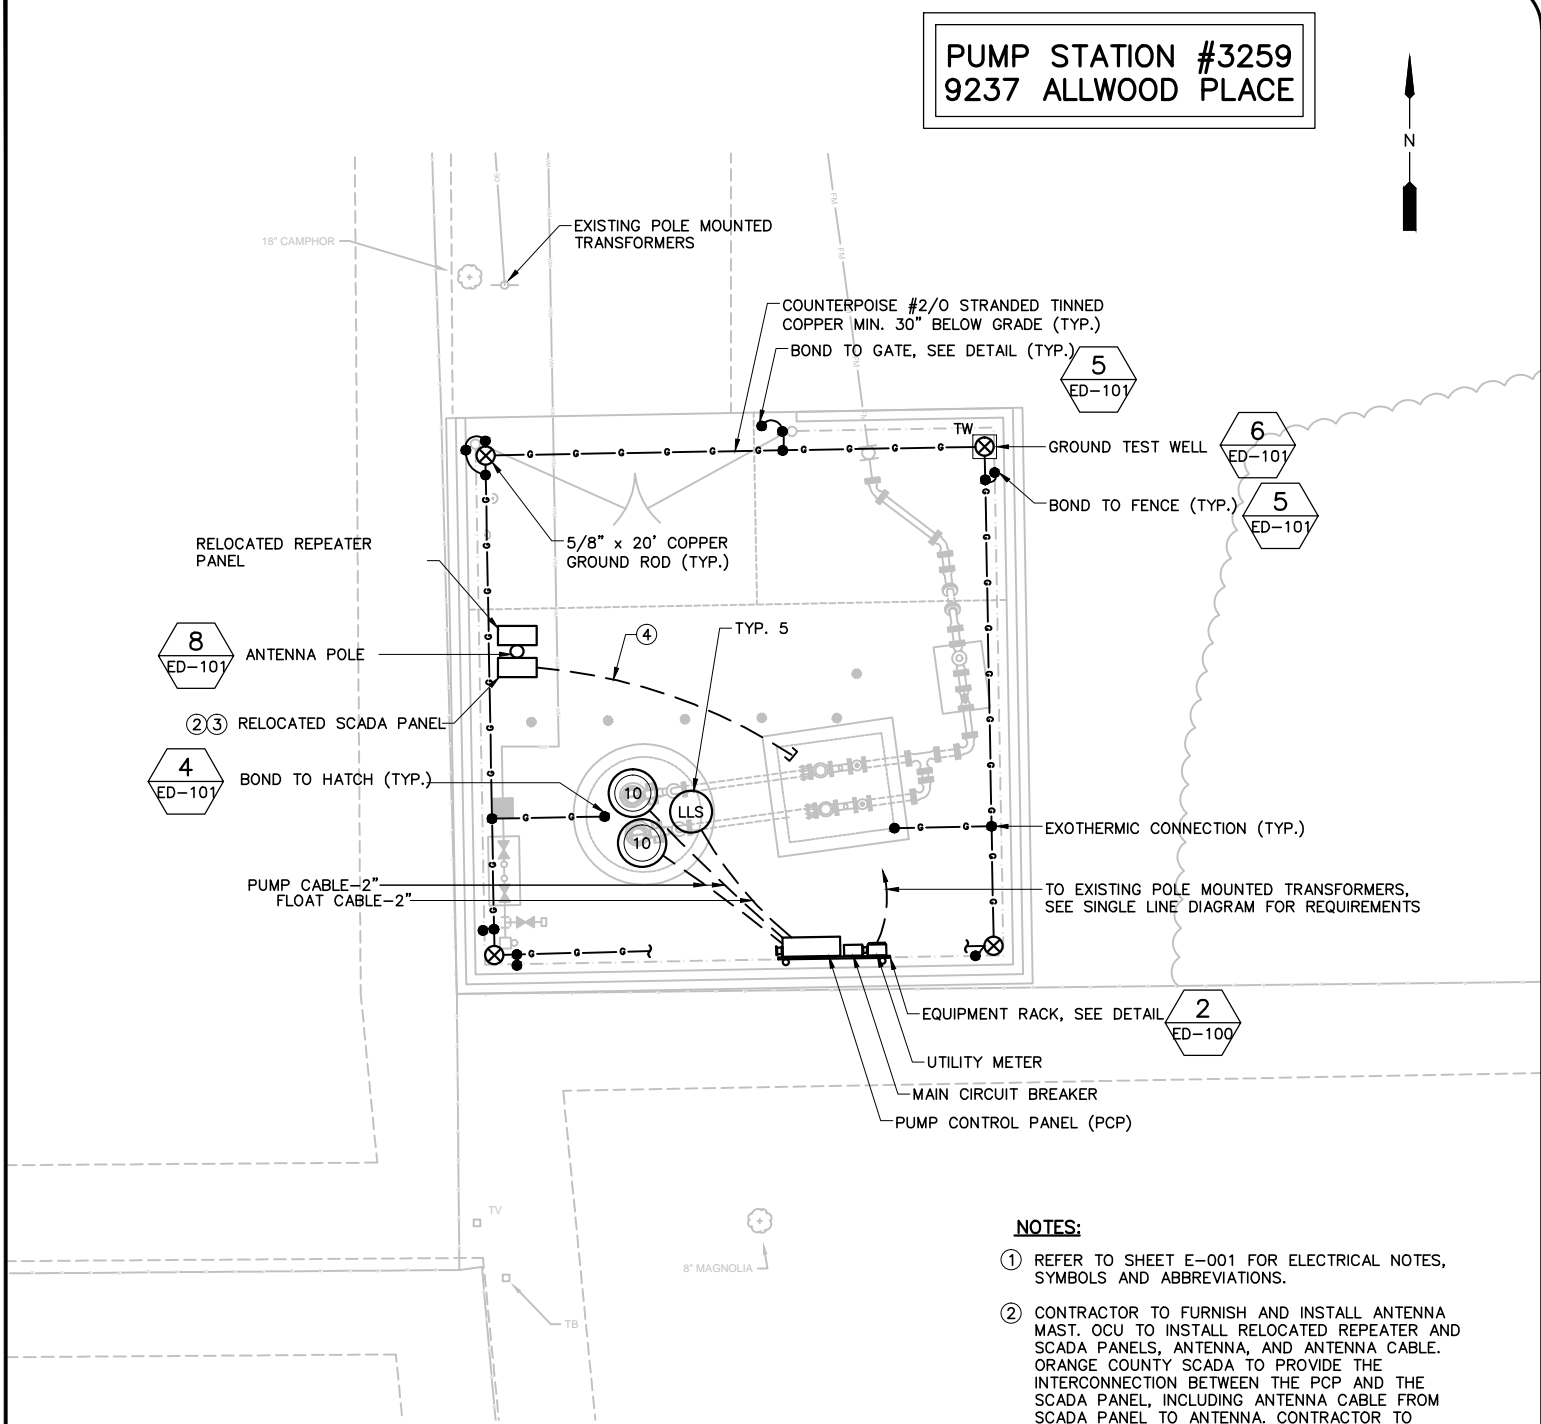 PUMP STATION #3259
9237 ALLWOOD PLACE
N
OE
FM
FM
FM
18" CAMPHOR
EXISTING POLE MOUNTED
TRANSFORMERS
COUNTERPOISE #2/O STRANDED TINNED
COPPER MIN. 30" BELOW GRADE (TYP.)
BOND TO GATE, SEE DETAIL (TYP.)
5
ED-101
TW
GROUND TEST WELL
6
ED-101
BOND TO FENCE (TYP.)
5
ED-101
5/8" x 20' COPPER
GROUND ROD (TYP.)
RELOCATED REPEATER
PANEL
4
TYP. 5
8
ED-101
ANTENNA POLE
2 3 RELOCATED SCADA PANEL
4
ED-101
BOND TO HATCH (TYP.)
10
LLS
10
EXOTHERMIC CONNECTION (TYP.)
PUMP CABLE-2"
FLOAT CABLE-2"
TO EXISTING POLE MOUNTED TRANSFORMERS,
SEE SINGLE LINE DIAGRAM FOR REQUIREMENTS
EQUIPMENT RACK, SEE DETAIL
2
ED-100
UTILITY METER
MAIN CIRCUIT BREAKER
PUMP CONTROL PANEL (PCP)
TV
8" MAGNOLIA
TB
NOTES:
1 REFER TO SHEET E-001 FOR ELECTRICAL NOTES,
SYMBOLS AND ABBREVIATIONS.
2 CONTRACTOR TO FURNISH AND INSTALL ANTENNA
MAST. OCU TO INSTALL RELOCATED REPEATER AND
SCADA PANELS, ANTENNA, AND ANTENNA CABLE.
ORANGE COUNTY SCADA TO PROVIDE THE
INTERCONNECTION BETWEEN THE PCP AND THE
SCADA PANEL, INCLUDING ANTENNA CABLE FROM
SCADA PANEL TO ANTENNA. CONTRACTOR TO